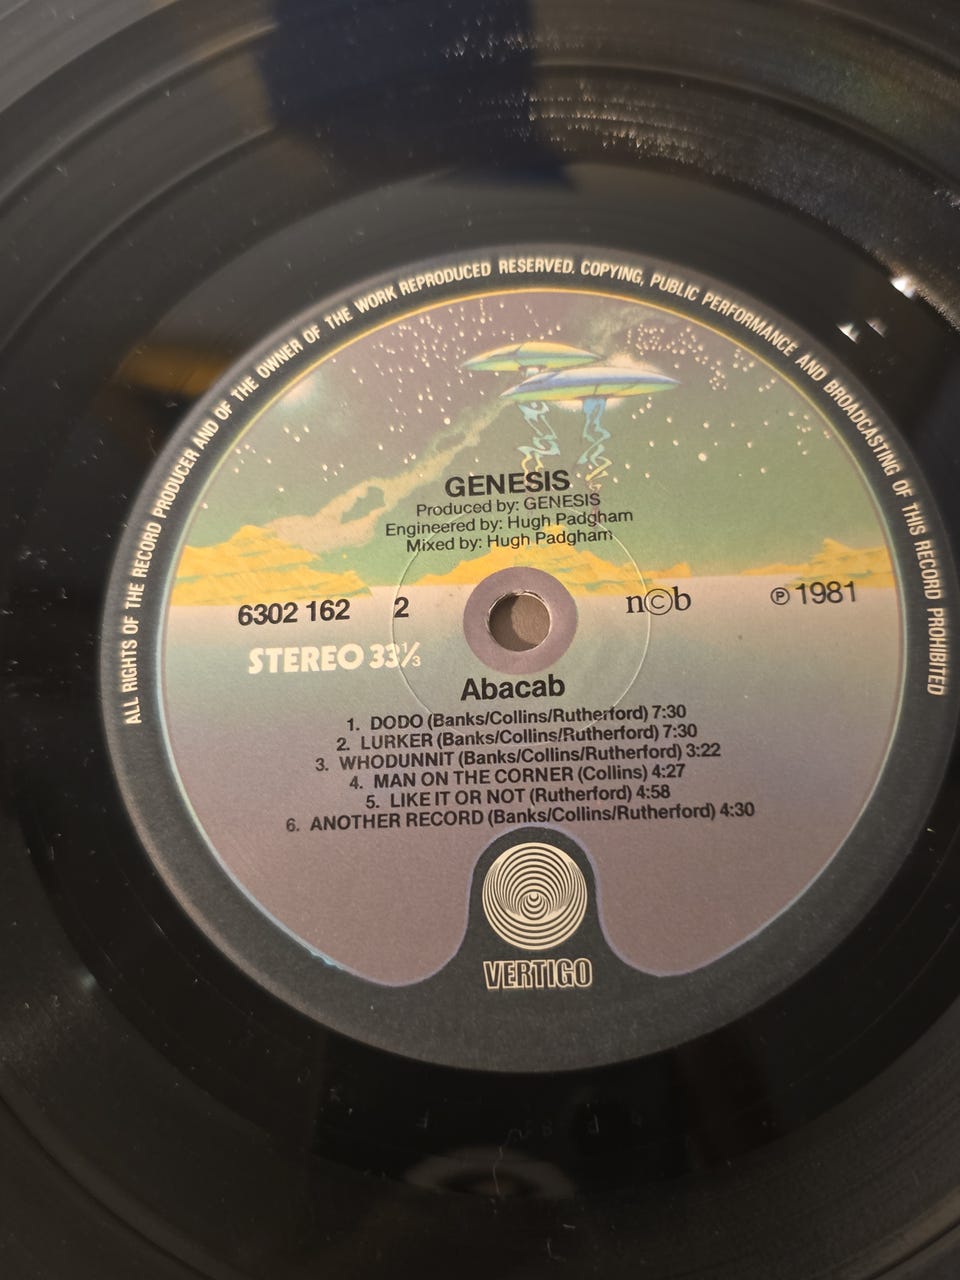 ALL RIGHTS OF THE RECORD PRODUCER AND OF THE OWNER OF THE WORK REPRODUCED RESERVED. COPYING, PUBLIC PERFORMANCE AND BROADCASTING OF THIS RECORD PROHIBITED
GENESIS
Produced by: GENESIS
Engineered by: Hugh Padgham
Mixed by: Hugh Padgham
6302 162 2 n©b ℗ 1981
STEREO 33⅓
Abacab
1. DODO (Banks/Collins/Rutherford) 7:30
2. LURKER (Banks/Collins/Rutherford) 7:30
3. WHODUNNIT (Banks/Collins/Rutherford) 3:22
4. MAN ON THE CORNER (Collins) 4:27
5. LIKE IT OR NOT (Rutherford) 4:58
6. ANOTHER RECORD (Banks/Collins/Rutherford) 4:30
VERTIGO